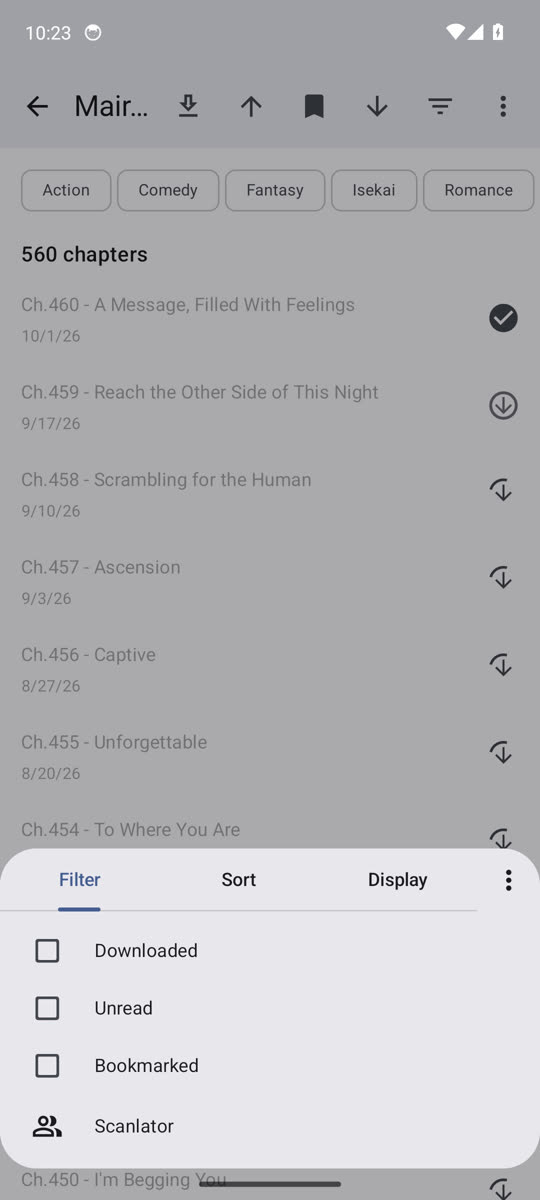 10:23
Mair...
Action Comedy Fantasy Isekai Romance
560 chapters
Ch.460 - A Message, Filled With Feelings
10/1/26
Ch.459 - Reach the Other Side of This Night
9/17/26
Ch.458 - Scrambling for the Human
9/10/26
Ch.457 - Ascension
9/3/26
Ch.456 - Captive
8/27/26
Ch.455 - Unforgettable
8/20/26
Ch.454 - To Where You Are
Filter Sort Display
Downloaded
Unread
Bookmarked
Scanlator
Ch.450 - I'm Begging You